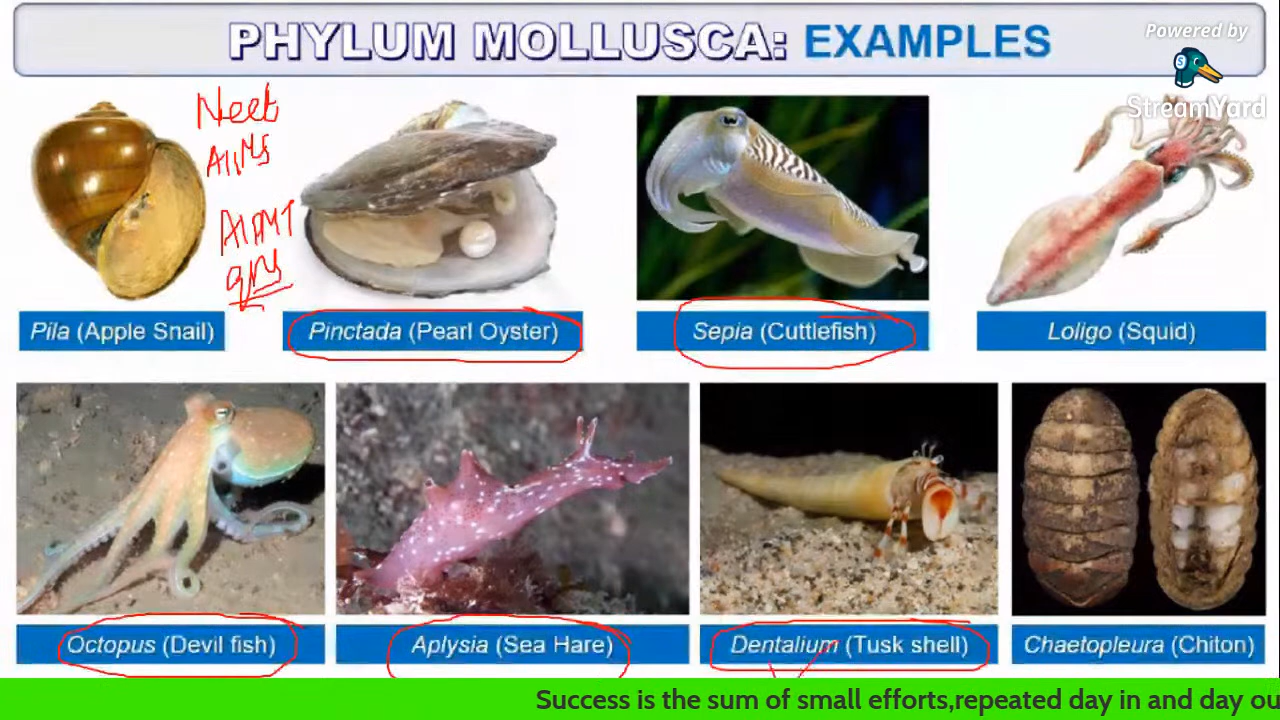 PHYLUM MOLLUSCA: EXAMPLES
Powered by
StreamYard
Neet
AIIMS
AIPMT
qns
Pila (Apple Snail)
Pinctada (Pearl Oyster)
Sepia (Cuttlefish)
Loligo (Squid)
Octopus (Devil fish)
Aplysia (Sea Hare)
Dentalium (Tusk shell)
Chaetopleura (Chiton)
Success is the sum of small efforts,repeated day in and day ou